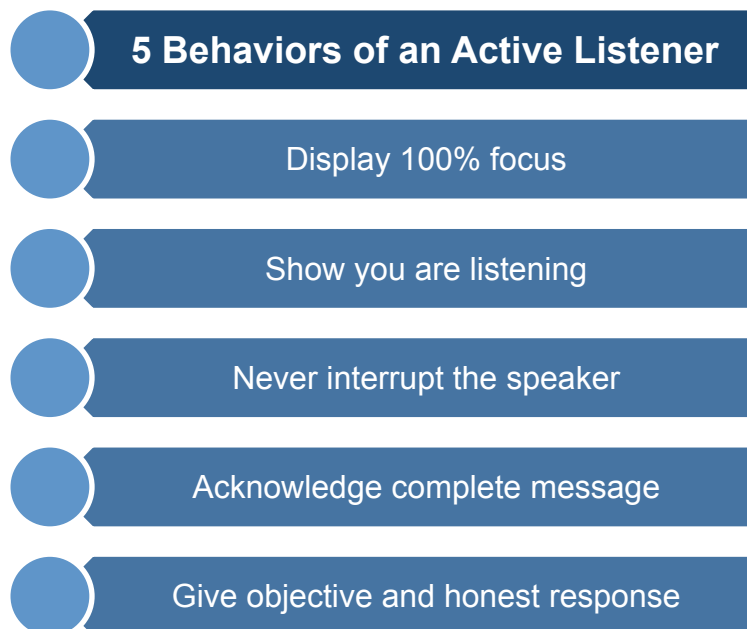 5 Behaviors of an Active Listener
Display 100% focus
Show you are listening
Never interrupt the speaker
Acknowledge complete message
Give objective and honest response